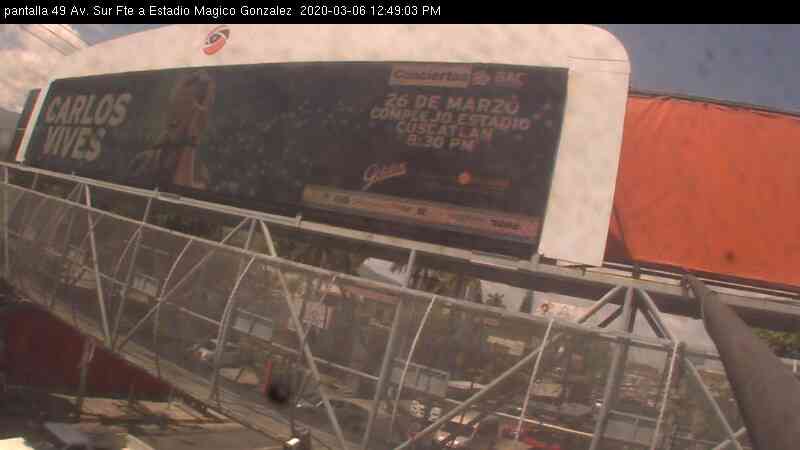 pantalla 49 Av. Sur Fte a Estadio Magico Gonzalez 2020-03-06 12:49:03 PM
Conciertos BAC
CARLOS
VIVES
26 DE MARZO
COMPLEJO ESTADIO
CUSCATLAN
8:30 PM
Golden